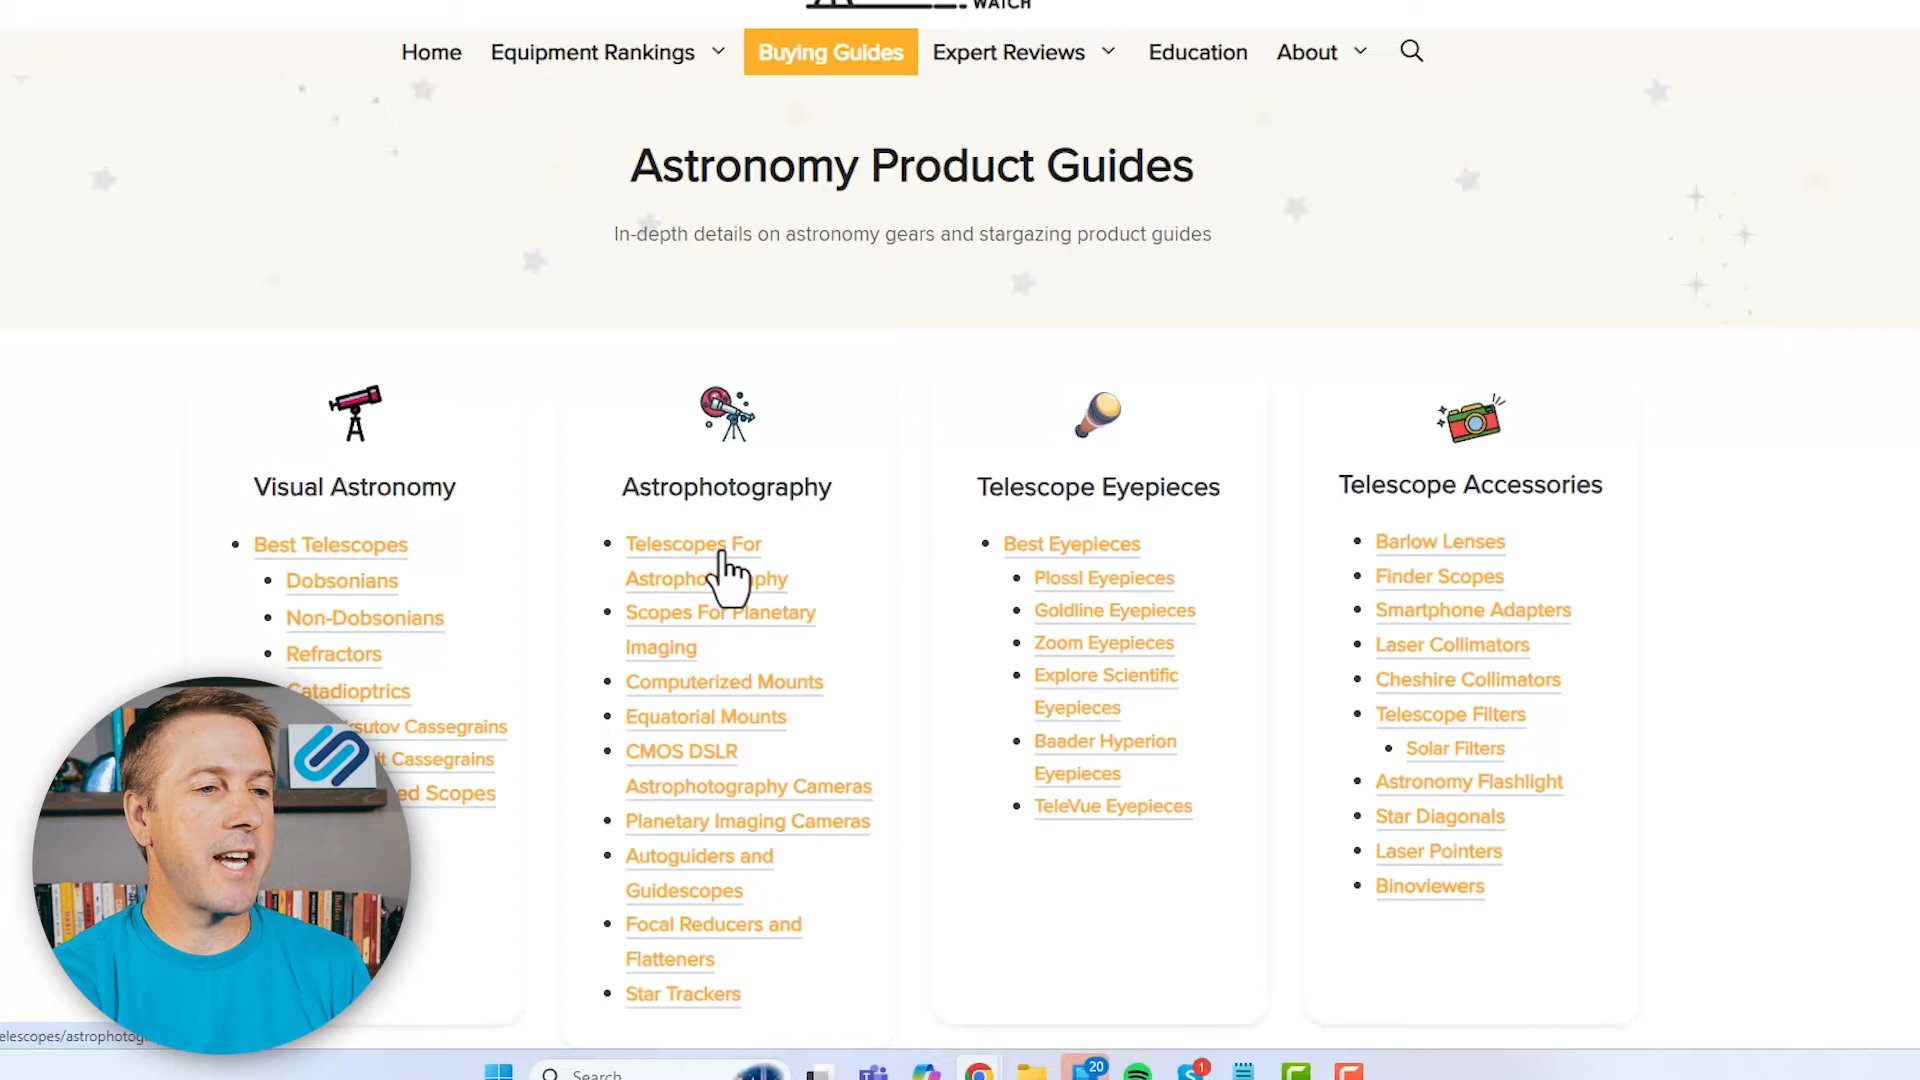 WATCH
Home Equipment Rankings Buying Guides Expert Reviews Education About
Astronomy Product Guides
In-depth details on astronomy gears and stargazing product guides
Visual Astronomy
Best Telescopes
Dobsonians
Non-Dobsonians
Refractors
Catadioptrics
ksutov Cassegrains
t Cassegrains
ed Scopes
Astrophotography
Telescopes For
Astrophotography
Scopes For Planetary
Imaging
Computerized Mounts
Equatorial Mounts
CMOS DSLR
Astrophotography Cameras
Planetary Imaging Cameras
Autoguiders and
Guidescopes
Focal Reducers and
Flatteners
Star Trackers
Telescope Eyepieces
Best Eyepieces
Plossl Eyepieces
Goldline Eyepieces
Zoom Eyepieces
Explore Scientific
Eyepieces
Baader Hyperion
Eyepieces
TeleVue Eyepieces
Telescope Accessories
Barlow Lenses
Finder Scopes
Smartphone Adapters
Laser Collimators
Cheshire Collimators
Telescope Filters
Solar Filters
Astronomy Flashlight
Star Diagonals
Laser Pointers
Binoviewers
elescopes/astrophotog
Search
20
1